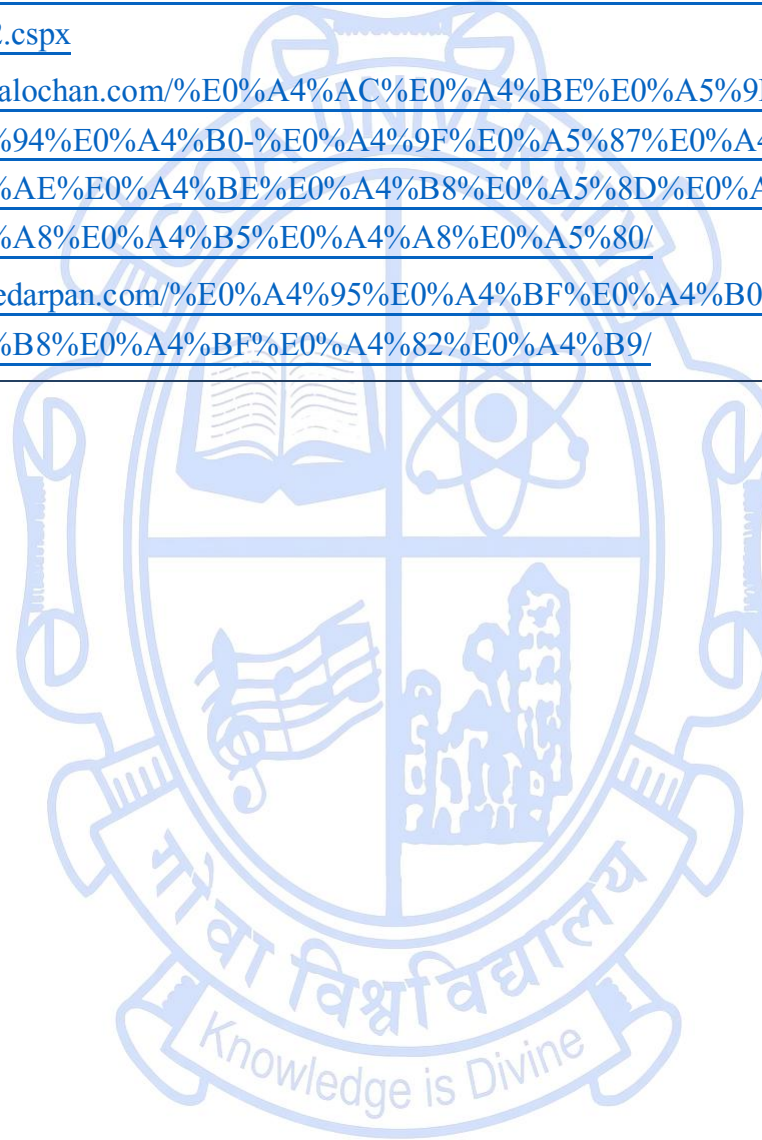 2.cspx
alochan.com/%E0%A4%AC%E0%A4%BE%E0%A5%9
%94%E0%A4%B0-%E0%A4%9F%E0%A5%87%E0%A4
%AE%E0%A4%BE%E0%A4%B8%E0%A5%8D%E0%A
%A8%E0%A4%B5%E0%A4%A8%E0%A5%80/
edarpan.com/%E0%A4%95%E0%A4%BF%E0%A4%B0
%B8%E0%A4%BF%E0%A4%82%E0%A4%B9/
GOA UNIVERSITY
गोंवा विश्वविद्यालय
Knowledge is Divine